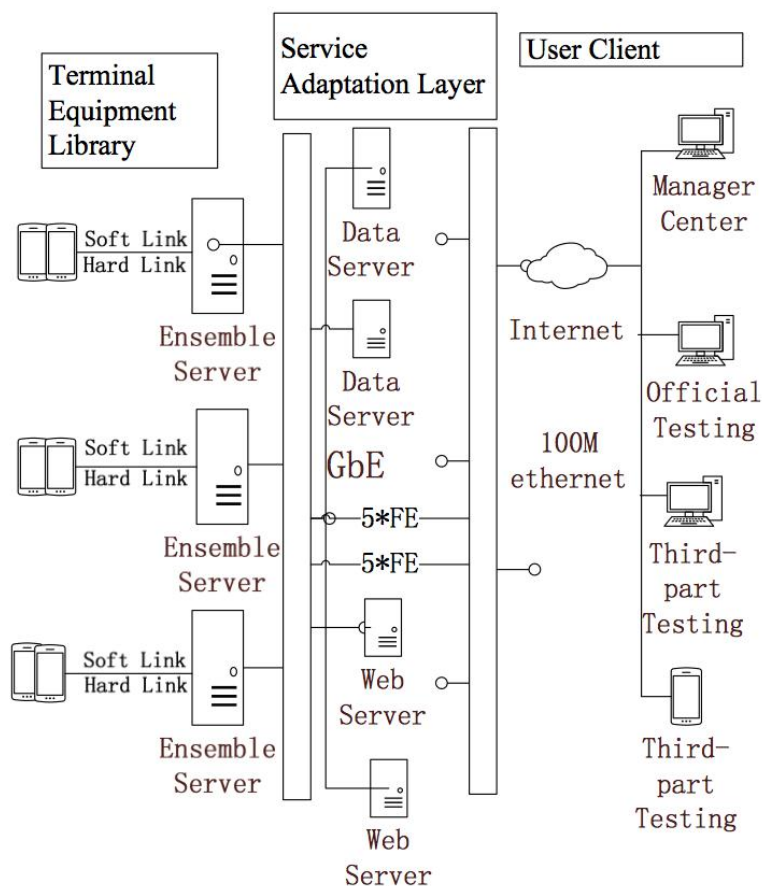 Terminal
Equipment
Library
Service
Adaptation Layer
User Client
Soft Link
Hard Link
Ensemble
Server
Soft Link
Hard Link
Ensemble
Server
Soft Link
Hard Link
Ensemble
Server
Data
Server
Data
Server
GbE
5*FE
5*FE
Web
Server
Web
Server
Internet
100M
ethernet
Manager
Center
Official
Testing
Third-
part
Testing
Third-
part
Testing